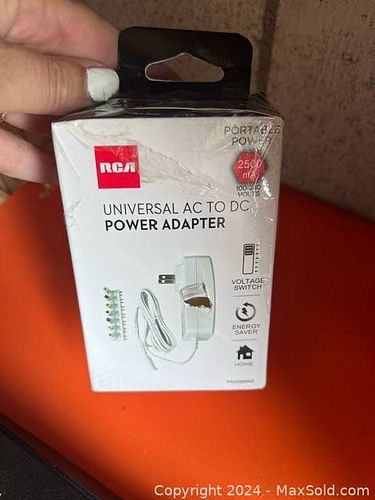 PORTABLE
POWER
2500
mA
100-240
VOLTS
RCA
UNIVERSAL AC TO DC
POWER ADAPTER
VOLTAGE
SWITCH
ENERGY
SAVER
HOME
Copyright © 2024 - MaxSold.com